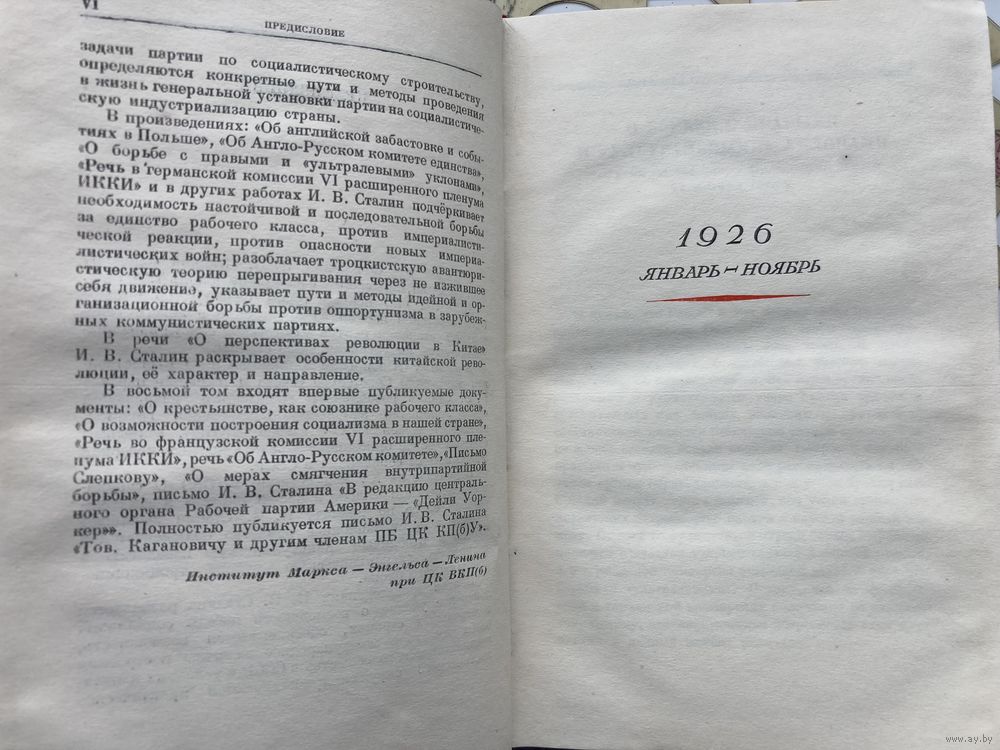 VI
ПРЕДИСЛОВИЕ
задачи партии по социалистическому строительству,
определяются конкретные пути и методы проведения
в жизнь генеральной установки партии на социалистиче-
скую индустриализацию страны.
В произведениях: «Об английской забастовке и собы-
тиях в Польше», «Об Англо-Русском комитете единства»,
«О борьбе с правыми и «ультралевыми» уклонами»,
«Речь в германской комиссии VI расширенного пленума
ИККИ» и в других работах И. В. Сталин подчёркивает
необходимость настойчивой и последовательной борьбы
за единство рабочего класса, против империалисти-
ческой реакции, против опасности новых империа-
листических войн; разоблачает троцкистскую авантюри-
стическую теорию перепрыгивания через не изжившее
себя движение, указывает пути и методы идейной и ор-
ганизационной борьбы против оппортунизма в зарубеж-
ных коммунистических партиях.
В речи «О перспективах революции в Китае»
И. В. Сталин раскрывает особенности китайской рево-
люции, её характер и направление.
В восьмой том входят впервые публикуемые доку-
менты: «О крестьянстве, как союзнике рабочего класса»,
«О возможности построения социализма в нашей стране»,
«Речь во французской комиссии VI расширенного пле-
нума ИККИ», речь «Об Англо-Русском комитете», «Письмо
Слепкову», «О мерах смягчения внутрипартийной
борьбы», письмо И. В. Сталина «В редакцию централь-
ного органа Рабочей партии Америки — «Дейли Уор-
кер»». Полностью публикуется письмо И. В. Сталина
«Тов. Кагановичу и другим членам ПБ ЦК КП(б)У».
Институт Маркса — Энгельса — Ленина
при ЦК ВКП(б)
1926
ЯНВАРЬ – НОЯБРЬ
www.ay.by